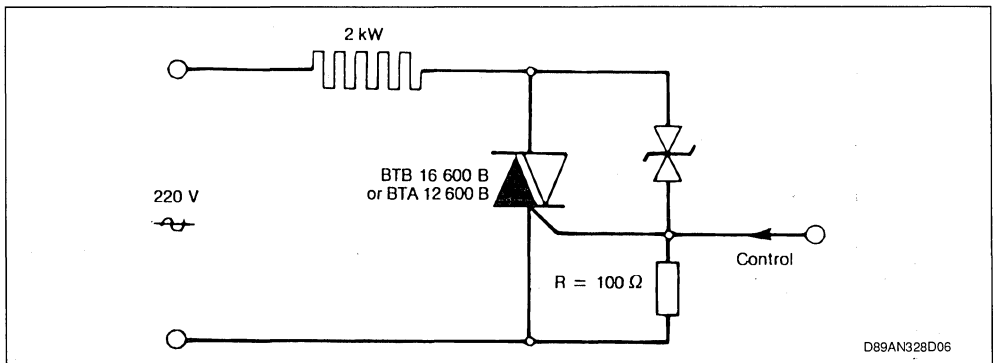 2 kW
BTB 16 600 B
or BTA 12 600 B
220 V
Control
R = 100 Ω
D89AN328D06